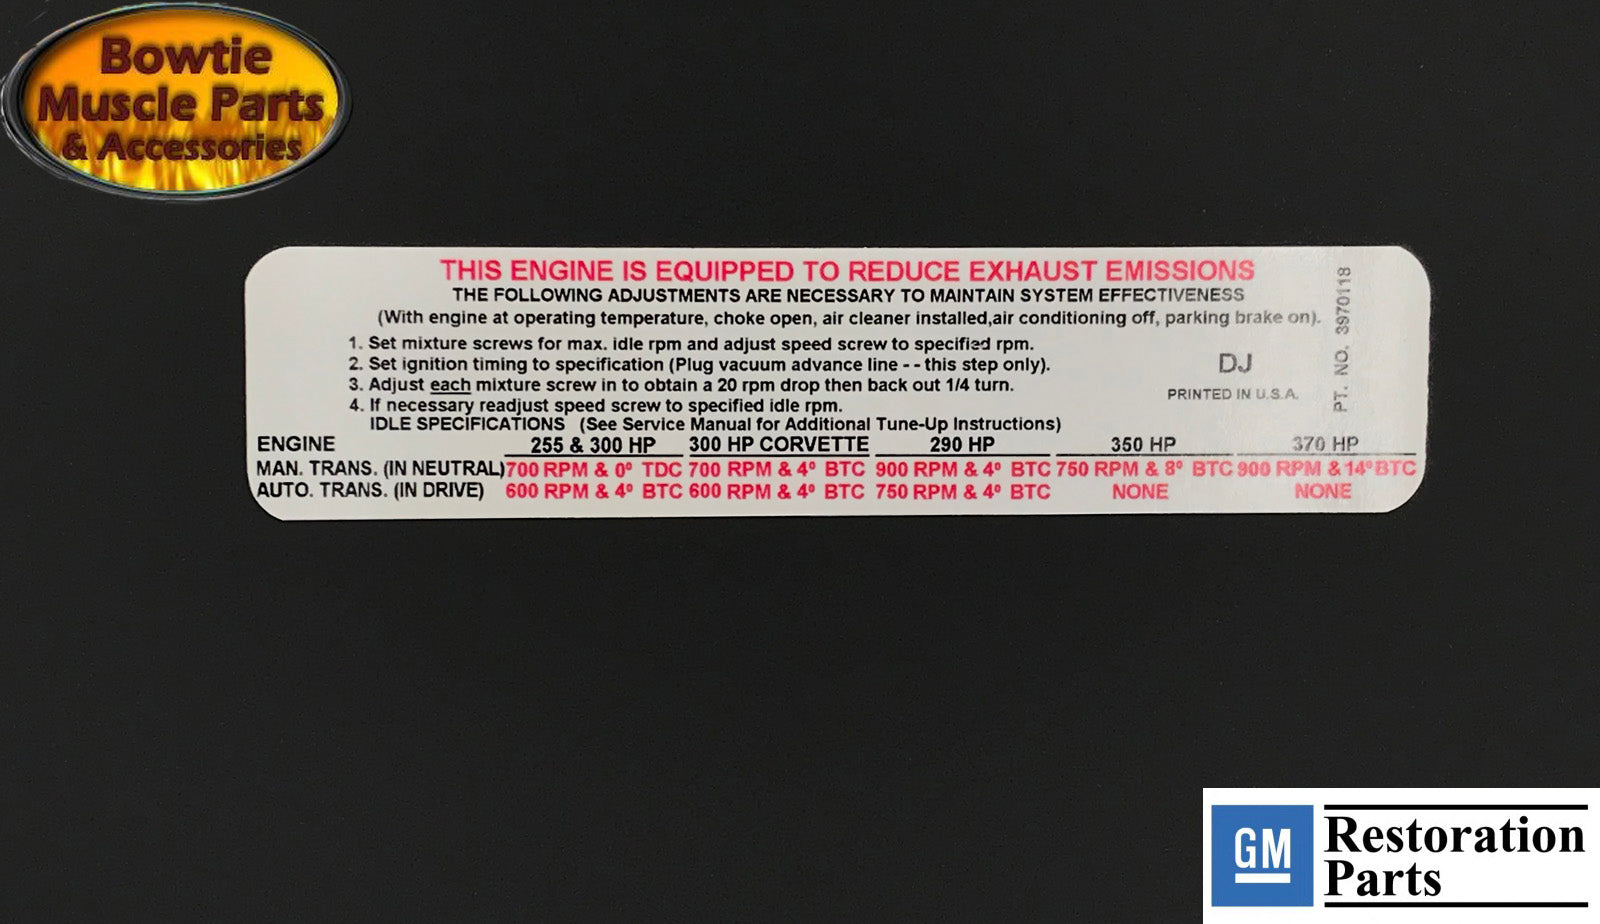 Bowtie
Muscle Parts
& Accessories
THIS ENGINE IS EQUIPPED TO REDUCE EXHAUST EMISSIONS
THE FOLLOWING ADJUSTMENTS ARE NECESSARY TO MAINTAIN SYSTEM EFFECTIVENESS
(With engine at operating temperature, choke open, air cleaner installed,air conditioning off, parking brake on).
1. Set mixture screws for max. idle rpm and adjust speed screw to specified rpm.
2. Set ignition timing to specification (Plug vacuum advance line - - this step only).
3. Adjust each mixture screw in to obtain a 20 rpm drop then back out 1/4 turn.
4. If necessary readjust speed screw to specified idle rpm.
DJ
PRINTED IN U.S.A.
PT. NO. 3970118
IDLE SPECIFICATIONS (See Service Manual for Additional Tune-Up Instructions)
ENGINE 255 & 300 HP 300 HP CORVETTE 290 HP 350 HP 370 HP
MAN. TRANS. (IN NEUTRAL) 700 RPM & 0º TDC 700 RPM & 4º BTC 900 RPM & 4º BTC 750 RPM & 8º BTC 900 RPM & 14º BTC
AUTO. TRANS. (IN DRIVE) 600 RPM & 4º BTC 600 RPM & 4º BTC 750 RPM & 4º BTC NONE NONE
GM
Restoration
Parts